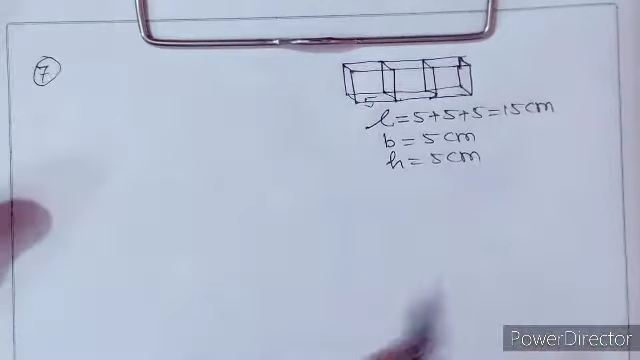 7
5
l = 5+5+5 = 15 cm
b = 5 cm
h = 5 cm
PowerDirector